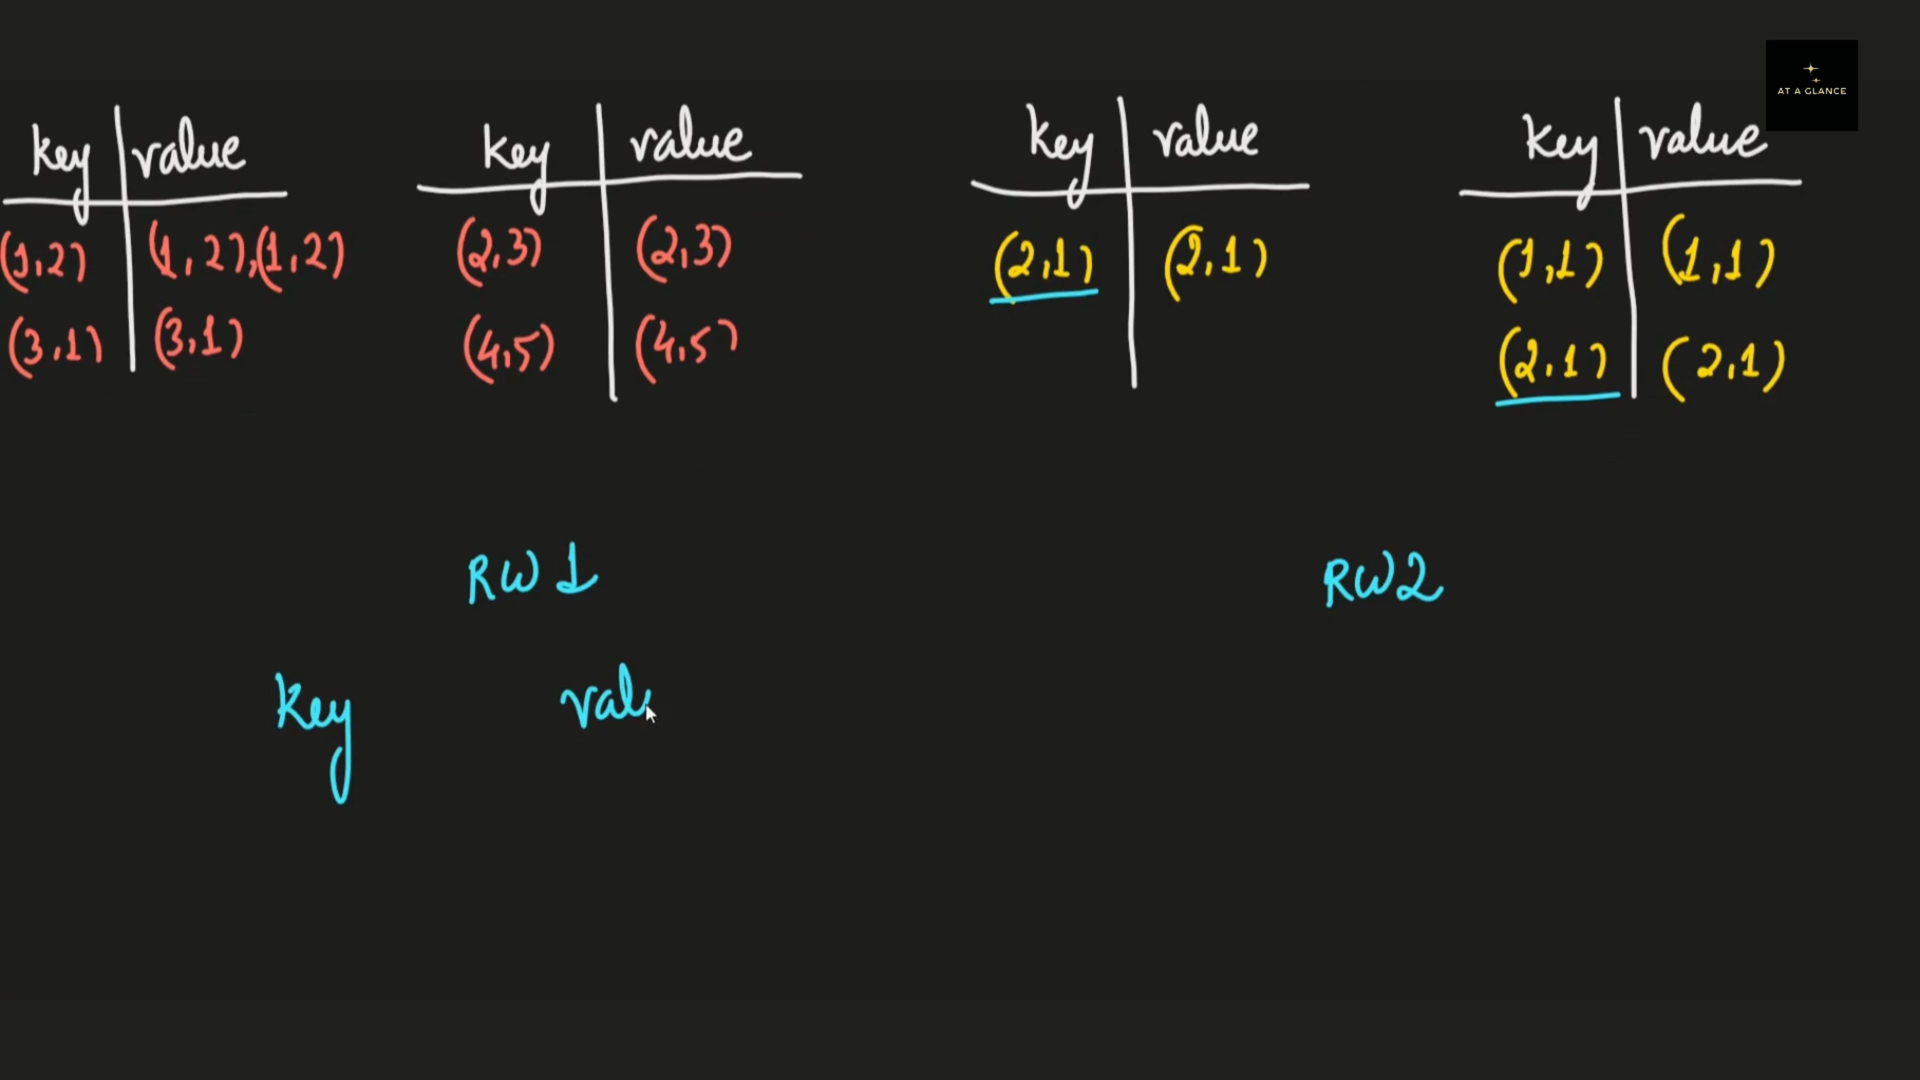 AT A GLANCE
key value key value key value key value
(1,2) (1,2),(1,2) (2,3) (2,3) (2,1) (2,1) (1,1) (1,1)
(3,1) (3,1) (4,5) (4,5) (2,1) (2,1)
RW1 RW2
key valu